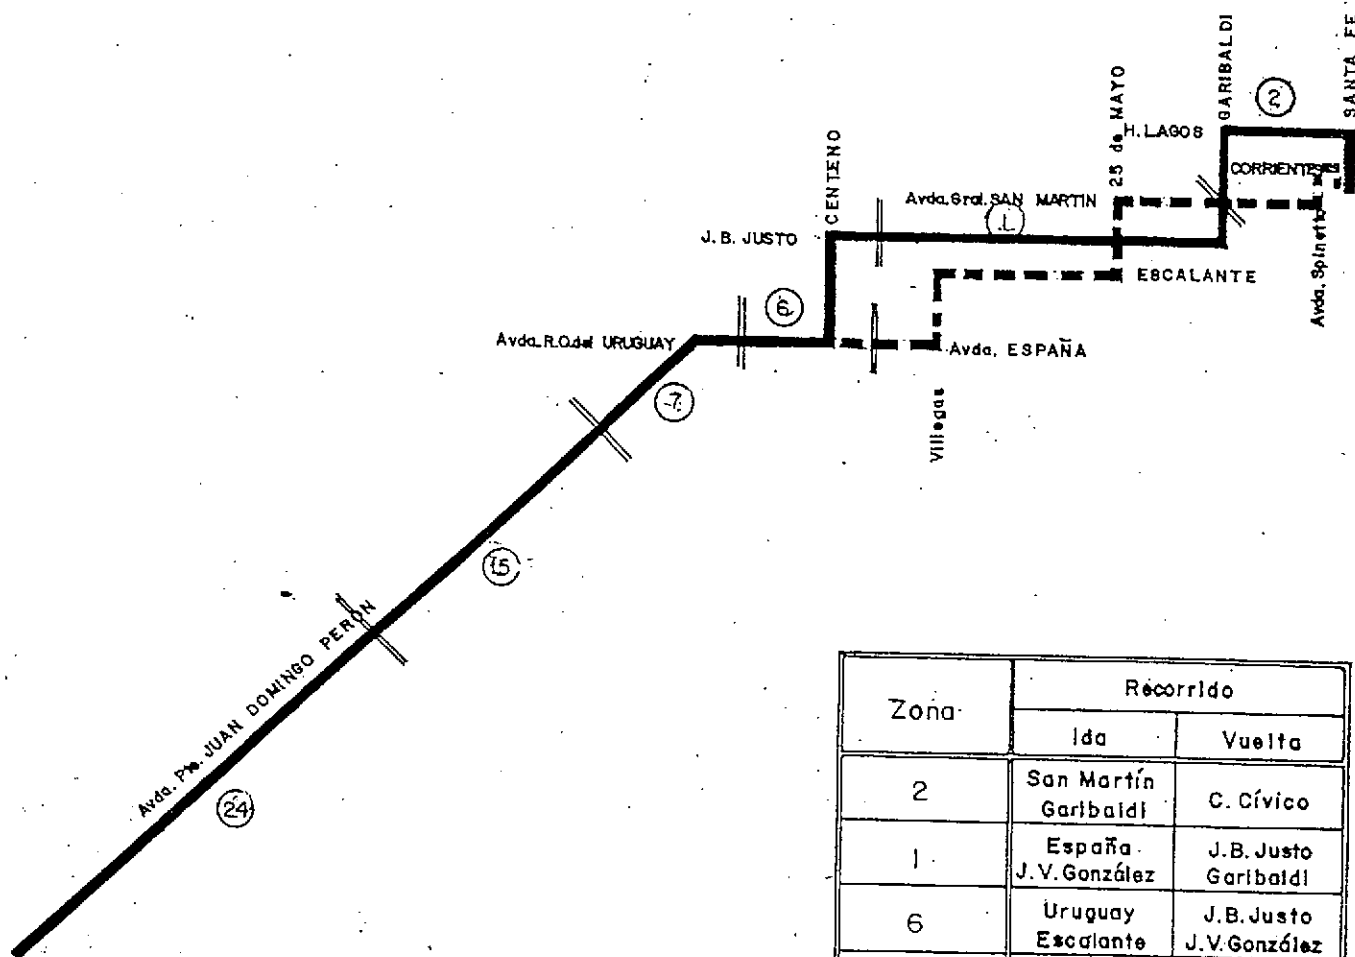 GARIBALDI
SANTA FE
2
25 de MAYO
H. LAGOS
CENTENO
CORRIENTES
Avda. Gral. SAN MARTIN
1
J. B. JUSTO
ESCALANTE
Avda. Spinetto
6
Avda. R.O. del URUGUAY
Avda. ESPAÑA
7
Villegas
15
Avda. Pte. JUAN DOMINGO PERON
24
Zona
Recorrido
Ida
Vuelta
2
San Martín
Garibaldi
C. Cívico
1
España
J.V. González
J.B. Justo
Garibaldi
6
Uruguay
Escalante
J.B. Justo
J.V. González